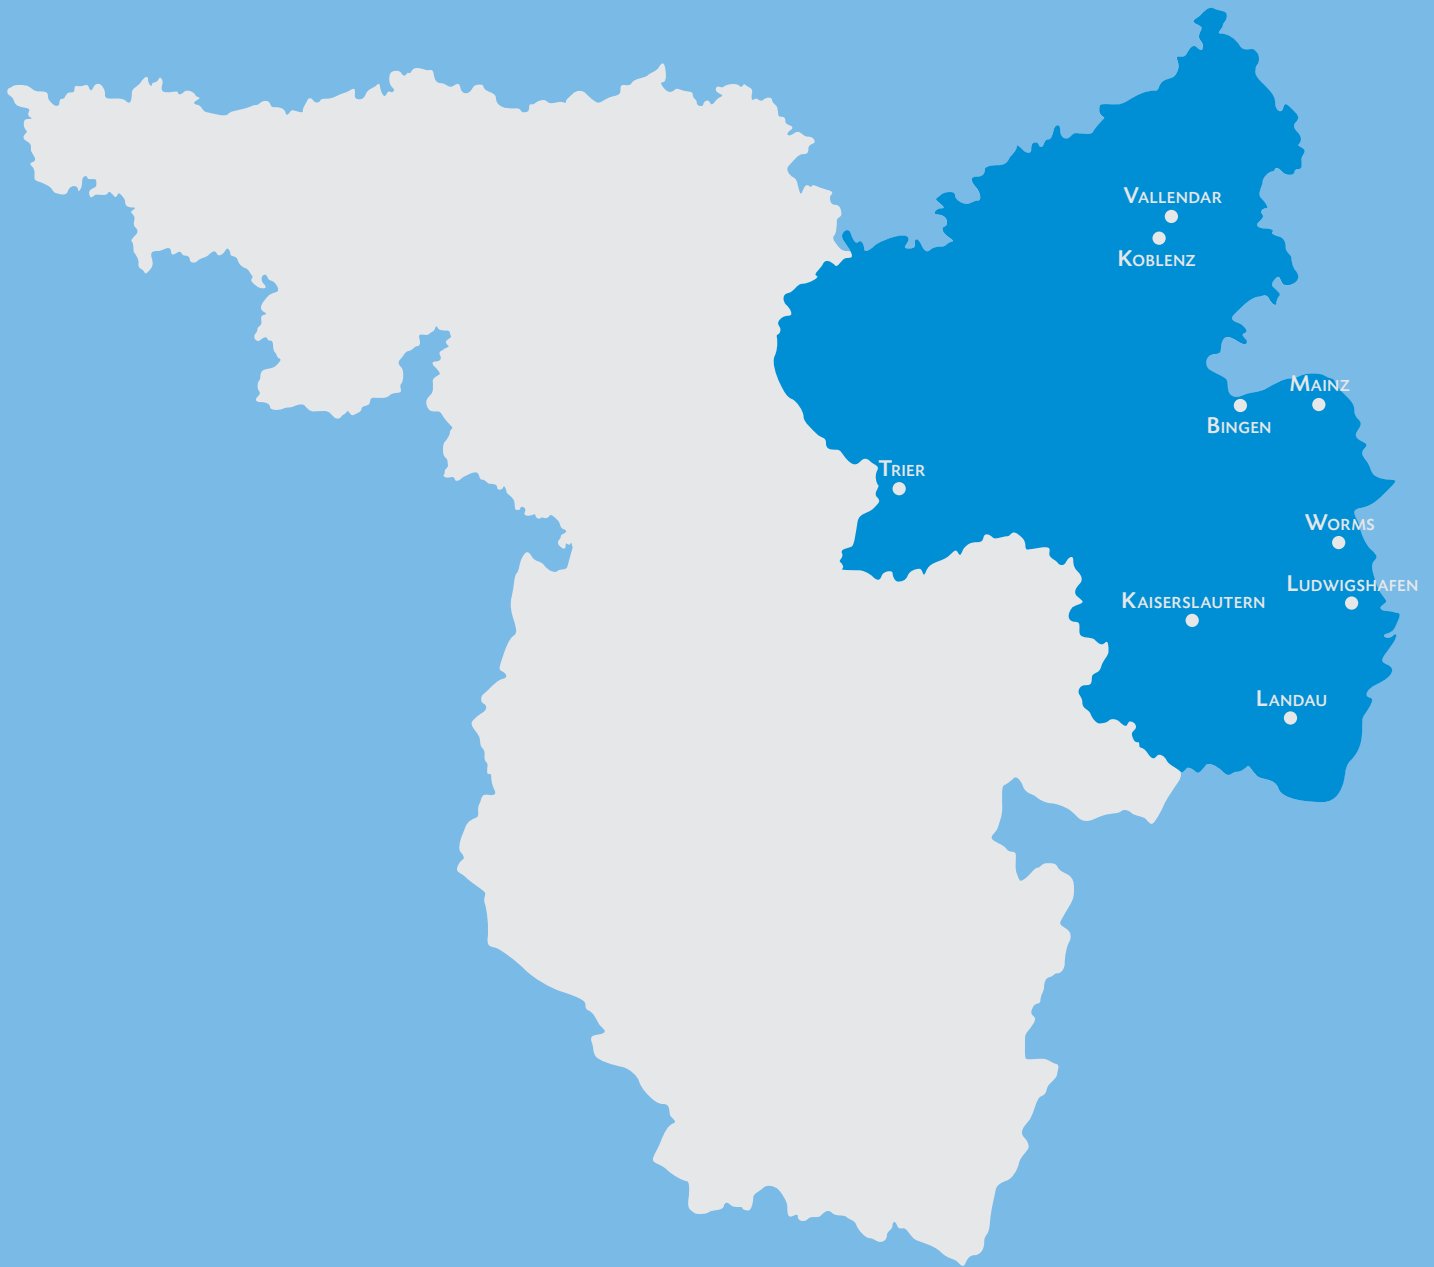 VALLENDAR
KOBLENZ
MAINZ
BINGEN
TRIER
WORMS
LUDWIGSHAFEN
KAISERSLAUTERN
LANDAU